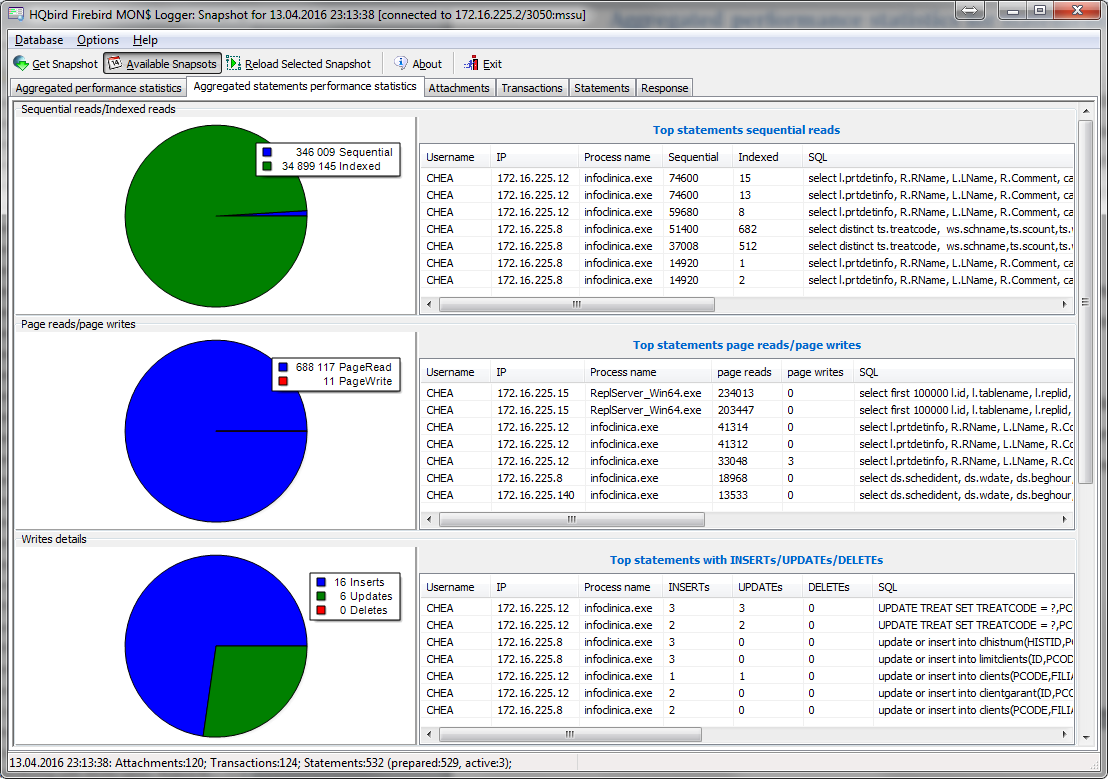 HQbird Firebird MON$ Logger: Snapshot for 13.04.2016 23:13:38 [connected to 172.16.225.2/3050:mssu]
Database Options Help
Get Snapshot Available Snapsots Reload Selected Snapshot About Exit
Aggregated performance statistics Aggregated statements performance statistics Attachments Transactions Statements Response
Sequential reads/Indexed reads
346 009 Sequential
34 899 145 Indexed
Top statements sequential reads
Username IP Process name Sequential Indexed SQL
CHEA 172.16.225.12 infoclinica.exe 74600 15 select l.prtdetinfo, R.RName, L.LName, R.Comment, ca
CHEA 172.16.225.12 infoclinica.exe 74600 13 select l.prtdetinfo, R.RName, L.LName, R.Comment, ca
CHEA 172.16.225.12 infoclinica.exe 59680 8 select l.prtdetinfo, R.RName, L.LName, R.Comment, ca
CHEA 172.16.225.8 infoclinica.exe 51400 682 select distinct ts.treatcode, ws.schname,ts.scount,ts.
CHEA 172.16.225.8 infoclinica.exe 37008 512 select distinct ts.treatcode, ws.schname,ts.scount,ts.
CHEA 172.16.225.8 infoclinica.exe 14920 1 select l.prtdetinfo, R.RName, L.LName, R.Comment, ca
CHEA 172.16.225.8 infoclinica.exe 14920 2 select l.prtdetinfo, R.RName, L.LName, R.Comment, ca
Page reads/page writes
688 117 PageRead
11 PageWrite
Top statements page reads/page writes
Username IP Process name page reads page writes SQL
CHEA 172.16.225.15 ReplServer_Win64.exe 234013 0 select first 100000 l.id, l.tablename, l.replid,
CHEA 172.16.225.15 ReplServer_Win64.exe 203447 0 select first 100000 l.id, l.tablename, l.replid,
CHEA 172.16.225.12 infoclinica.exe 41314 0 select l.prtdetinfo, R.RName, L.LName, R.Co
CHEA 172.16.225.12 infoclinica.exe 41312 0 select l.prtdetinfo, R.RName, L.LName, R.Co
CHEA 172.16.225.12 infoclinica.exe 33048 3 select l.prtdetinfo, R.RName, L.LName, R.Co
CHEA 172.16.225.8 infoclinica.exe 18968 0 select ds.schedident, ds.wdate, ds.beghour,
CHEA 172.16.225.140 infoclinica.exe 13533 0 select ds.schedident, ds.wdate, ds.beghour,
Writes details
16 Inserts
6 Updates
0 Deletes
Top statements with INSERTs/UPDATEs/DELETEs
Username IP Process name INSERTs UPDATEs DELETEs SQL
CHEA 172.16.225.12 infoclinica.exe 3 3 0 UPDATE TREAT SET TREATCODE = ?,PC
CHEA 172.16.225.12 infoclinica.exe 2 2 0 UPDATE TREAT SET TREATCODE = ?,PC
CHEA 172.16.225.8 infoclinica.exe 3 0 0 update or insert into dhistnum(HISTID,P
CHEA 172.16.225.8 infoclinica.exe 3 0 0 update or insert into limitclients(ID,PCOD
CHEA 172.16.225.12 infoclinica.exe 1 1 0 update or insert into clients(PCODE,FILIA
CHEA 172.16.225.12 infoclinica.exe 2 0 0 update or insert into clientgarant(ID,PCO
CHEA 172.16.225.8 infoclinica.exe 2 0 0 update or insert into clients(PCODE,FILIA
13.04.2016 23:13:38: Attachments:120; Transactions:124; Statements:532 (prepared:529, active:3);